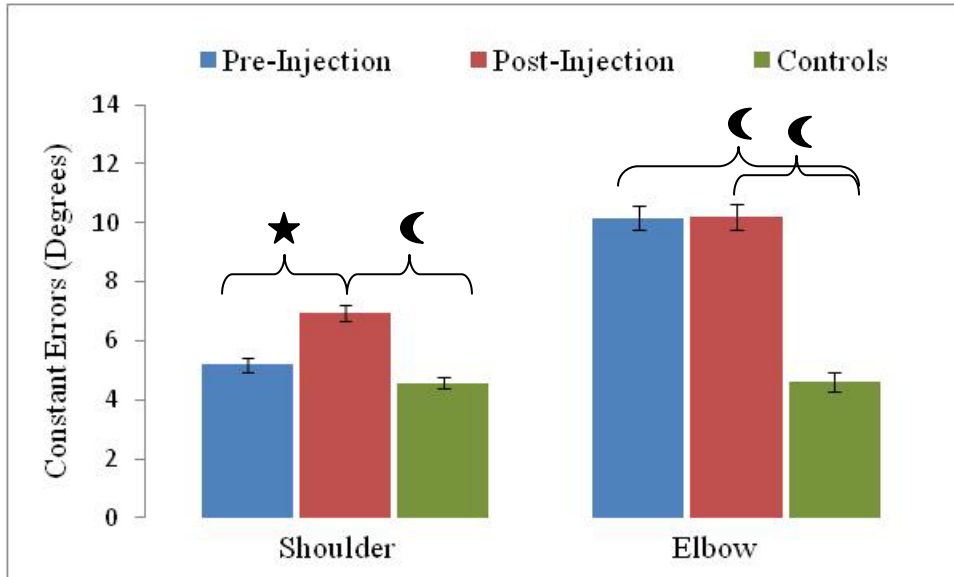 Pre-Injection Post-Injection Controls
Constant Errors (Degrees)
14
12
10
8
6
4
2
0
Shoulder Elbow